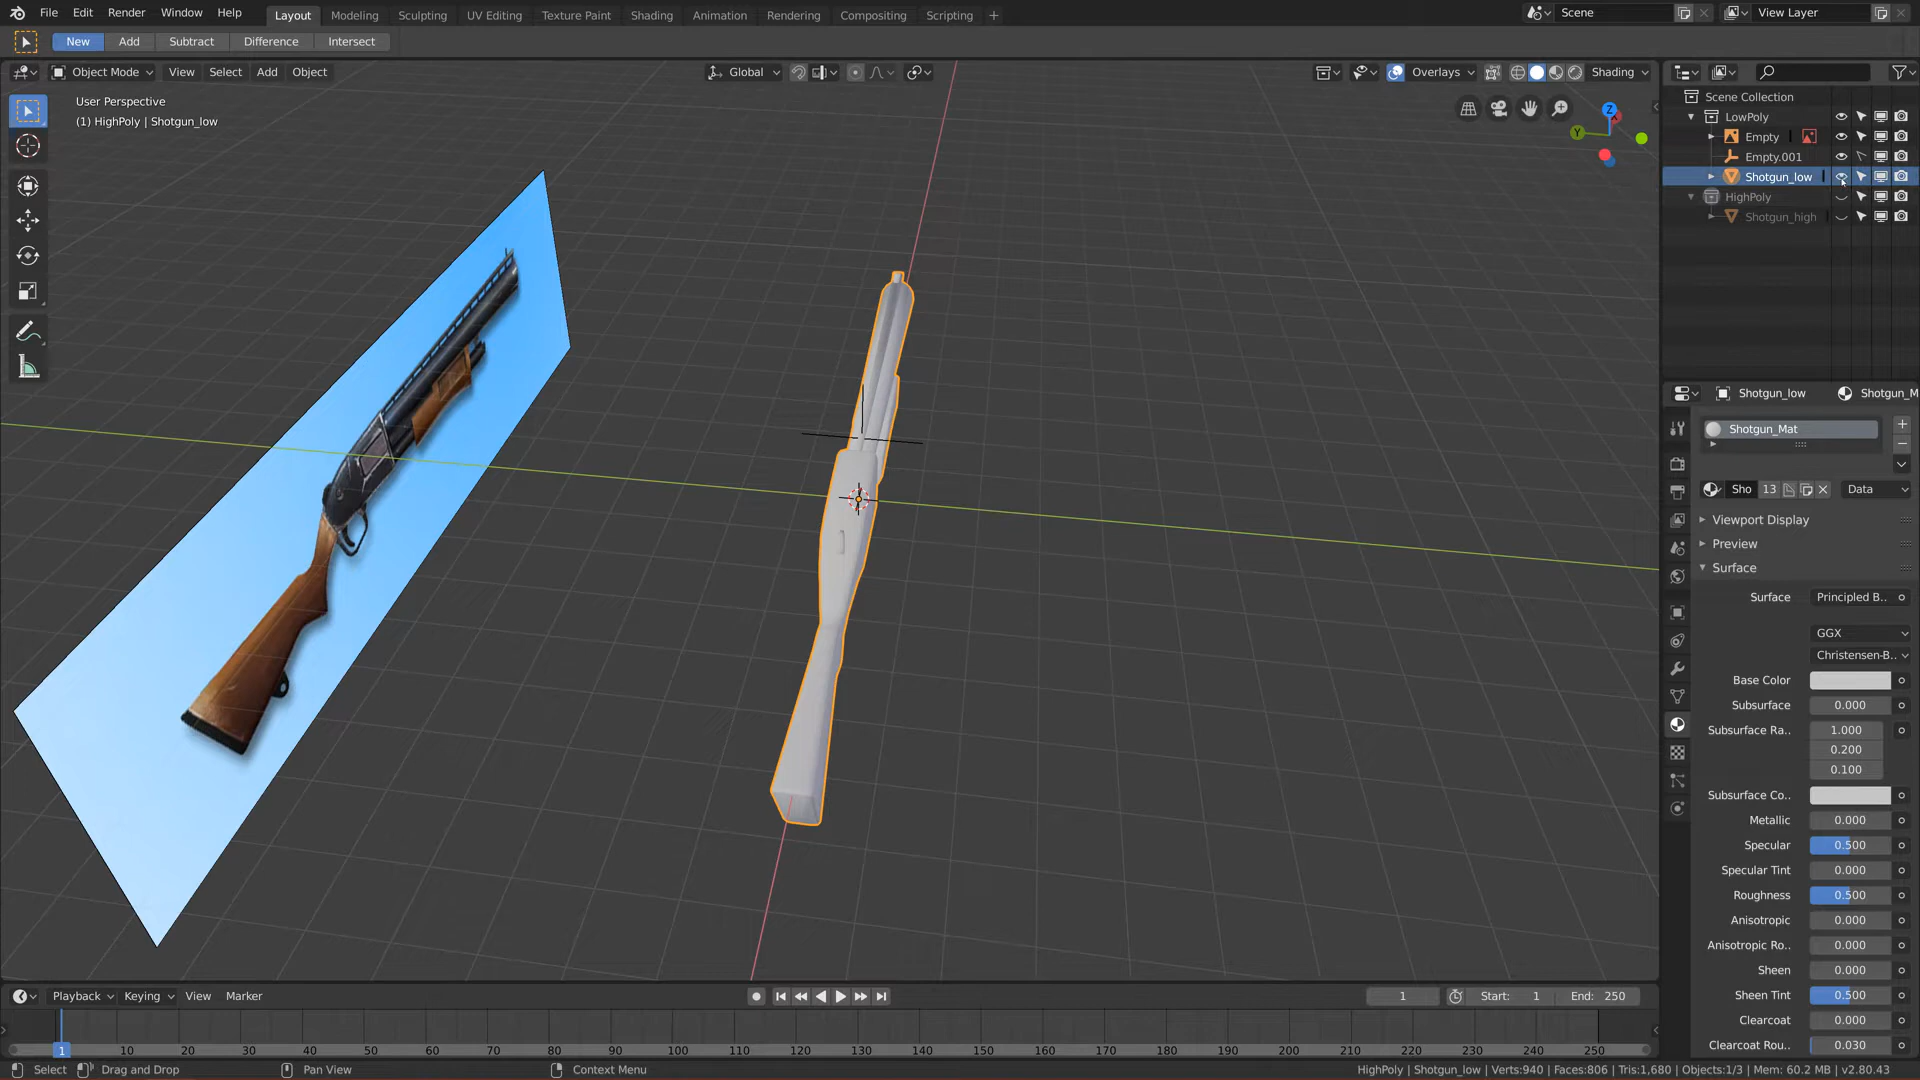 File Edit Render Window Help Layout Modeling Sculpting UV Editing Texture Paint Shading Animation Rendering Compositing Scripting + Scene View Layer
New Add Subtract Difference Intersect
Object Mode View Select Add Object Global Overlays Shading
User Perspective
(1) HighPoly | Shotgun_low
Z
Y
Scene Collection
LowPoly
Empty
Empty.001
Shotgun_low
HighPoly
Shotgun_high
Shotgun_low Shotgun_M
Shotgun_Mat
Sho 13 Data
Viewport Display
Preview
Surface
Surface Principled B..
GGX
Christensen-B..
Base Color
Subsurface 0.000
Subsurface Ra.. 1.000
0.200
0.100
Subsurface Co..
Metallic 0.000
Specular 0.500
Specular Tint 0.000
Roughness 0.500
Anisotropic 0.000
Anisotropic Ro.. 0.000
Sheen 0.000
Sheen Tint 0.500
Clearcoat 0.000
Clearcoat Rou.. 0.030
Playback Keying View Marker 1 Start: 1 End: 250
1 10 20 30 40 50 60 70 80 90 100 110 120 130 140 150 160 170 180 190 200 210 220 230 240 250
Select Drag and Drop Pan View Context Menu HighPoly | Shotgun_low | Verts:940 | Faces:806 | Tris:1,680 | Objects:1/3 | Mem: 60.2 MB | v2.80.43